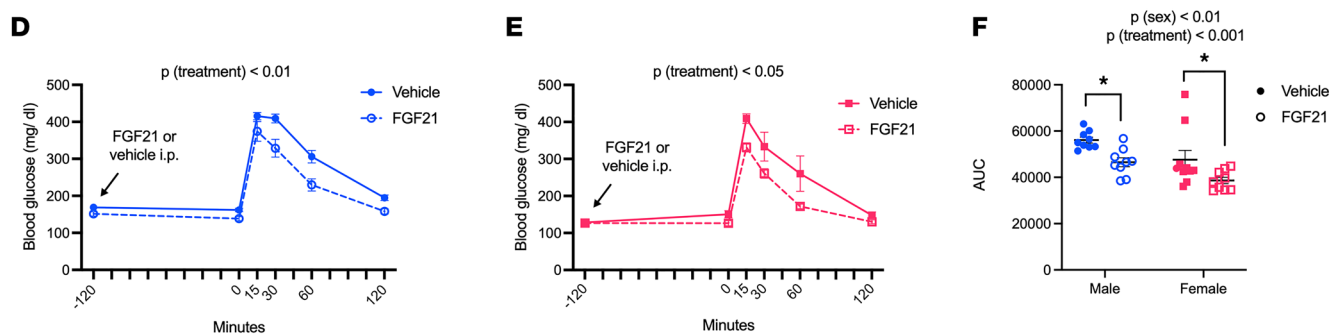 D
p (treatment) < 0.01
Blood glucose (mg/ dl)
500
400
300
200
100
0
FGF21 or
vehicle i.p.
Vehicle
FGF21
-120
0
15
30
60
120
Minutes
E
p (treatment) < 0.05
Blood glucose (mg/ dl)
500
400
300
200
100
0
FGF21 or
vehicle i.p.
Vehicle
FGF21
-120
0
15
30
60
120
Minutes
F
p (sex) < 0.01
p (treatment) < 0.001
AUC
80000
60000
40000
20000
0
*
*
Vehicle
FGF21
Male
Female